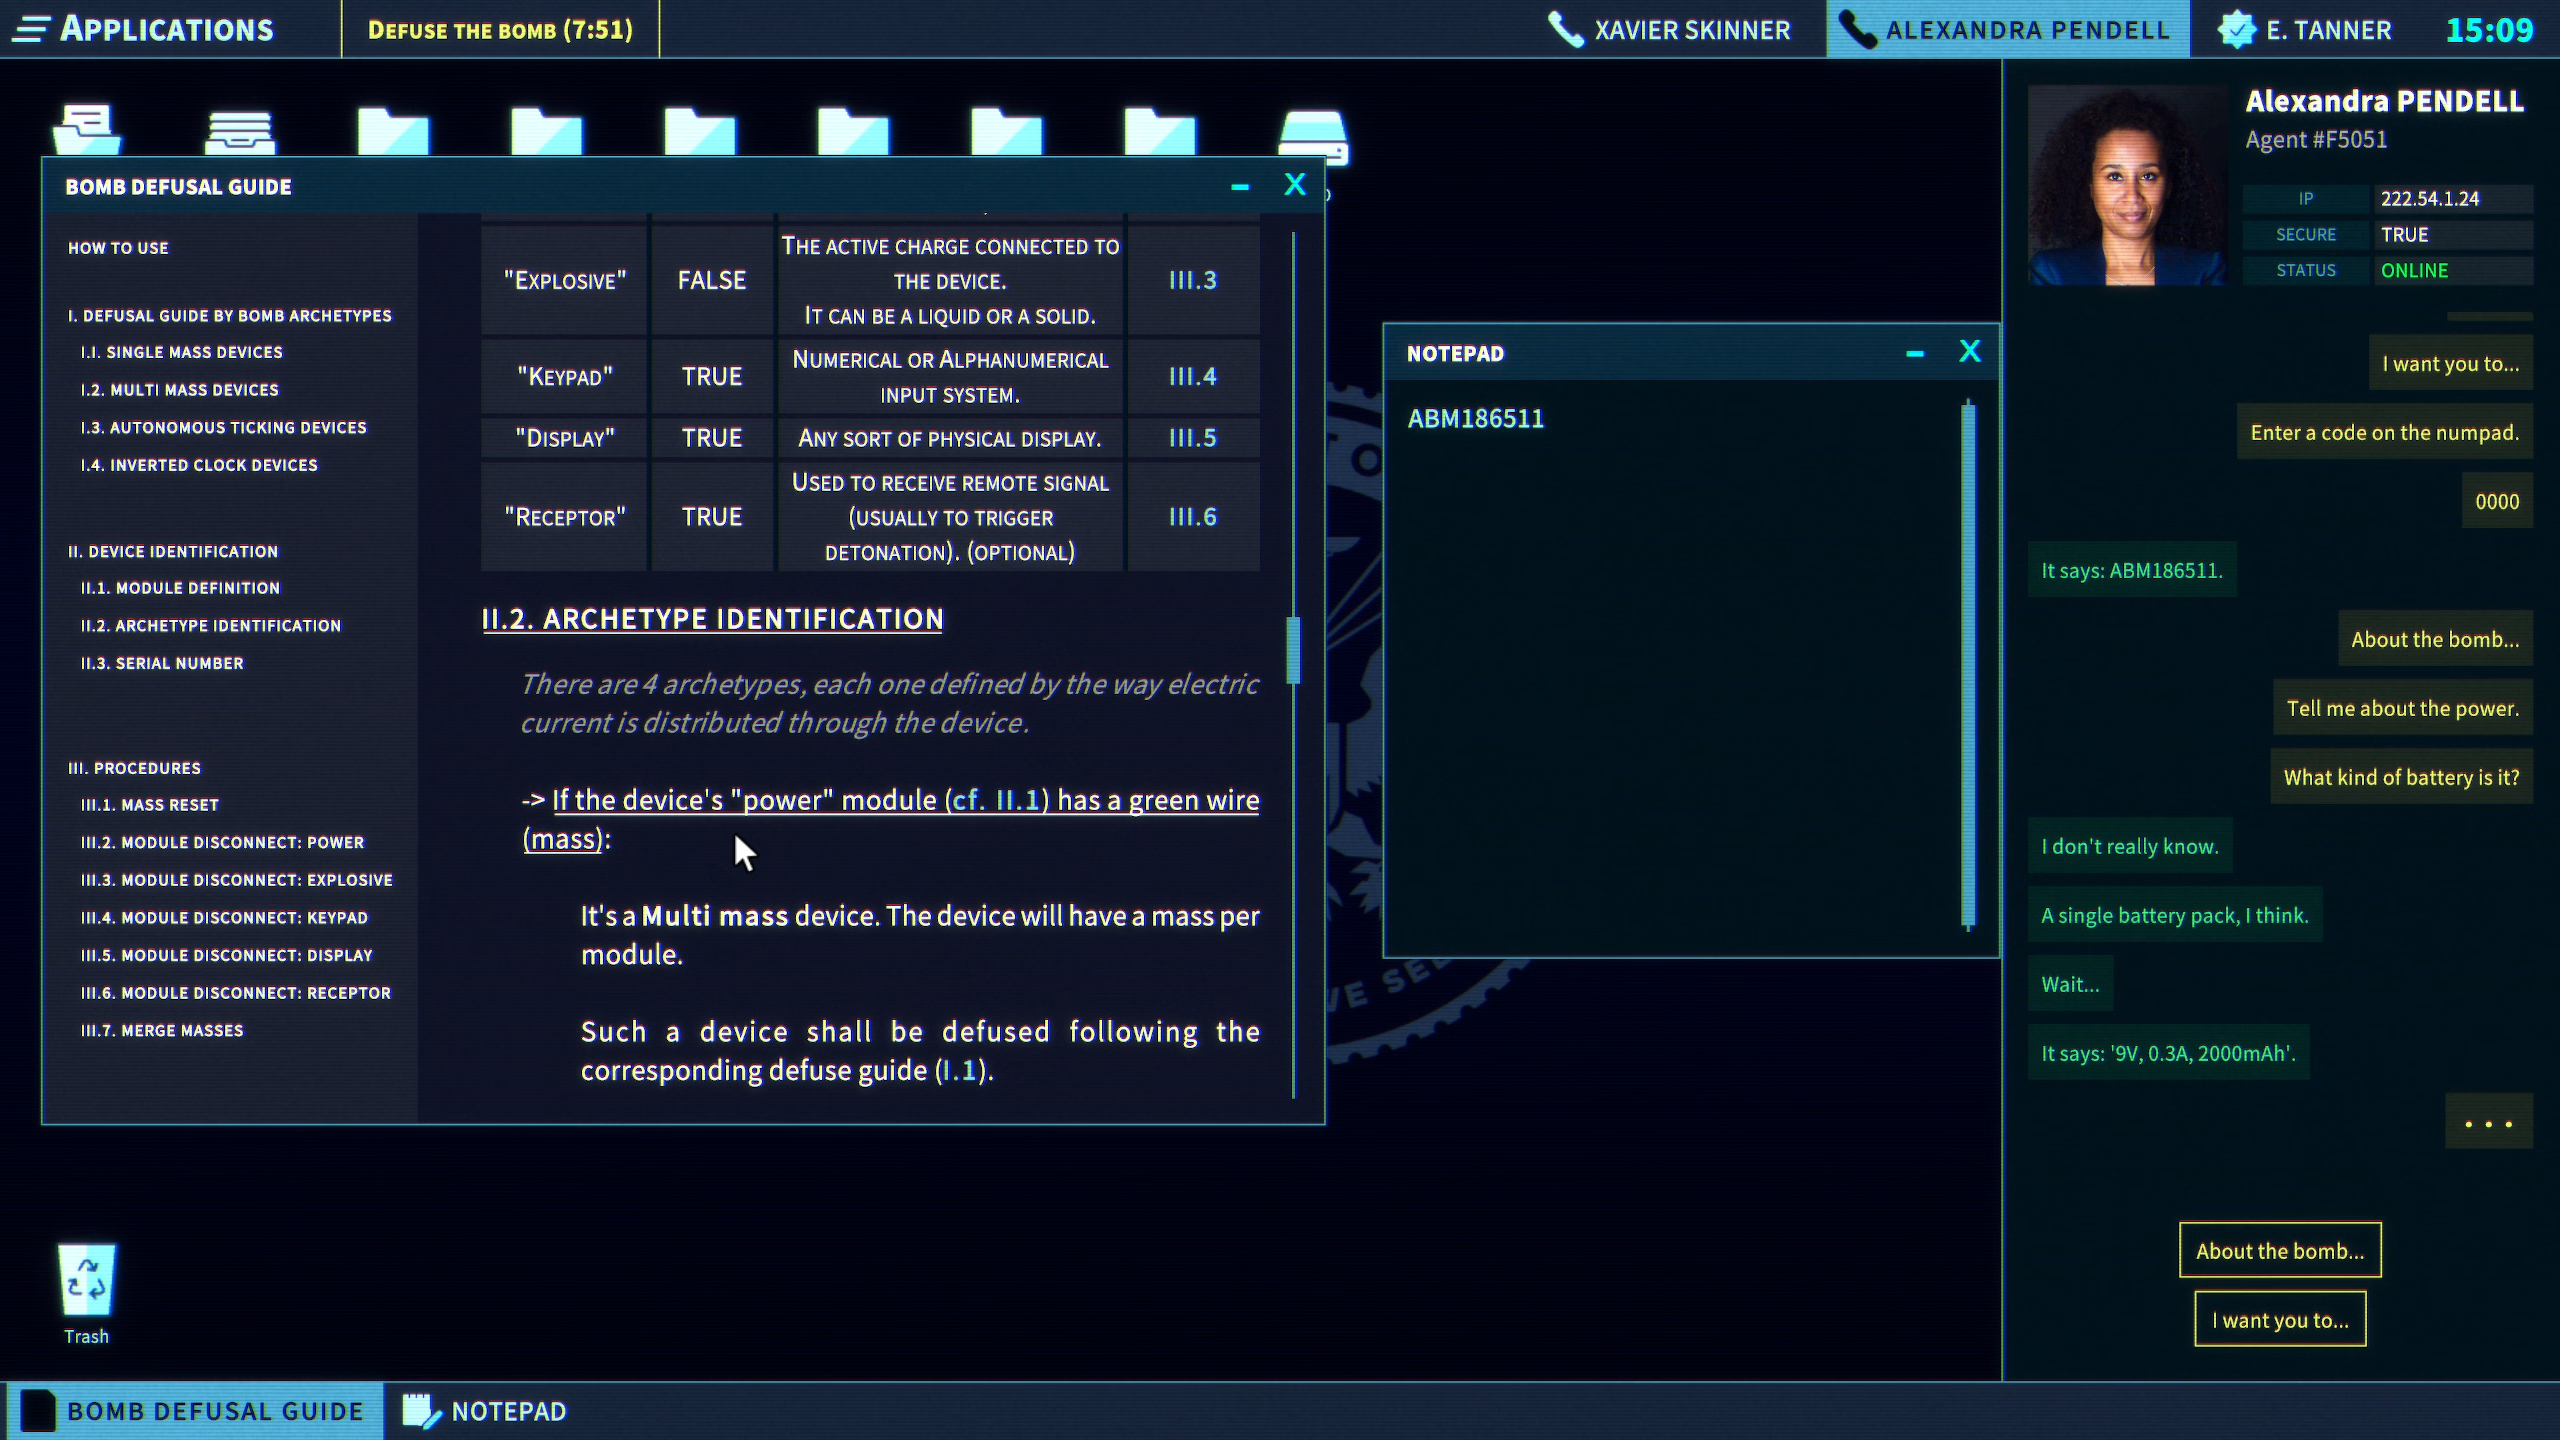 APPLICATIONS
DEFUSE THE BOMB (7:51)
XAVIER SKINNER
ALEXANDRA PENDELL
E. TANNER
15:09
BOMB DEFUSAL GUIDE
HOW TO USE
I. DEFUSAL GUIDE BY BOMB ARCHETYPES
I.I. SINGLE MASS DEVICES
I.2. MULTI MASS DEVICES
I.3. AUTONOMOUS TICKING DEVICES
I.4. INVERTED CLOCK DEVICES
II. DEVICE IDENTIFICATION
II.1. MODULE DEFINITION
II.2. ARCHETYPE IDENTIFICATION
II.3. SERIAL NUMBER
III. PROCEDURES
III.1. MASS RESET
III.2. MODULE DISCONNECT: POWER
III.3. MODULE DISCONNECT: EXPLOSIVE
III.4. MODULE DISCONNECT: KEYPAD
III.5. MODULE DISCONNECT: DISPLAY
III.6. MODULE DISCONNECT: RECEPTOR
III.7. MERGE MASSES
"EXPLOSIVE" FALSE THE ACTIVE CHARGE CONNECTED TO
THE DEVICE.
IT CAN BE A LIQUID OR A SOLID. III.3
"KEYPAD" TRUE NUMERICAL OR ALPHANUMERICAL
INPUT SYSTEM. III.4
"DISPLAY" TRUE ANY SORT OF PHYSICAL DISPLAY. III.5
"RECEPTOR" TRUE USED TO RECEIVE REMOTE SIGNAL
(USUALLY TO TRIGGER
DETONATION). (OPTIONAL) III.6
II.2. ARCHETYPE IDENTIFICATION
There are 4 archetypes, each one defined by the way electric
current is distributed through the device.
-> If the device's "power" module (cf. II.1) has a green wire
(mass):
It's a Multi mass device. The device will have a mass per
module.
Such a device shall be defused following the
corresponding defuse guide (I.1).
NOTEPAD
ABM186511
Alexandra PENDELL
Agent #F5051
IP 222.54.1.24
SECURE TRUE
STATUS ONLINE
I want you to...
Enter a code on the numpad.
0000
It says: ABM186511.
About the bomb...
Tell me about the power.
What kind of battery is it?
I don't really know.
A single battery pack, I think.
Wait...
It says: '9V, 0.3A, 2000mAh'.
...
About the bomb...
I want you to...
Trash
BOMB DEFUSAL GUIDE
NOTEPAD